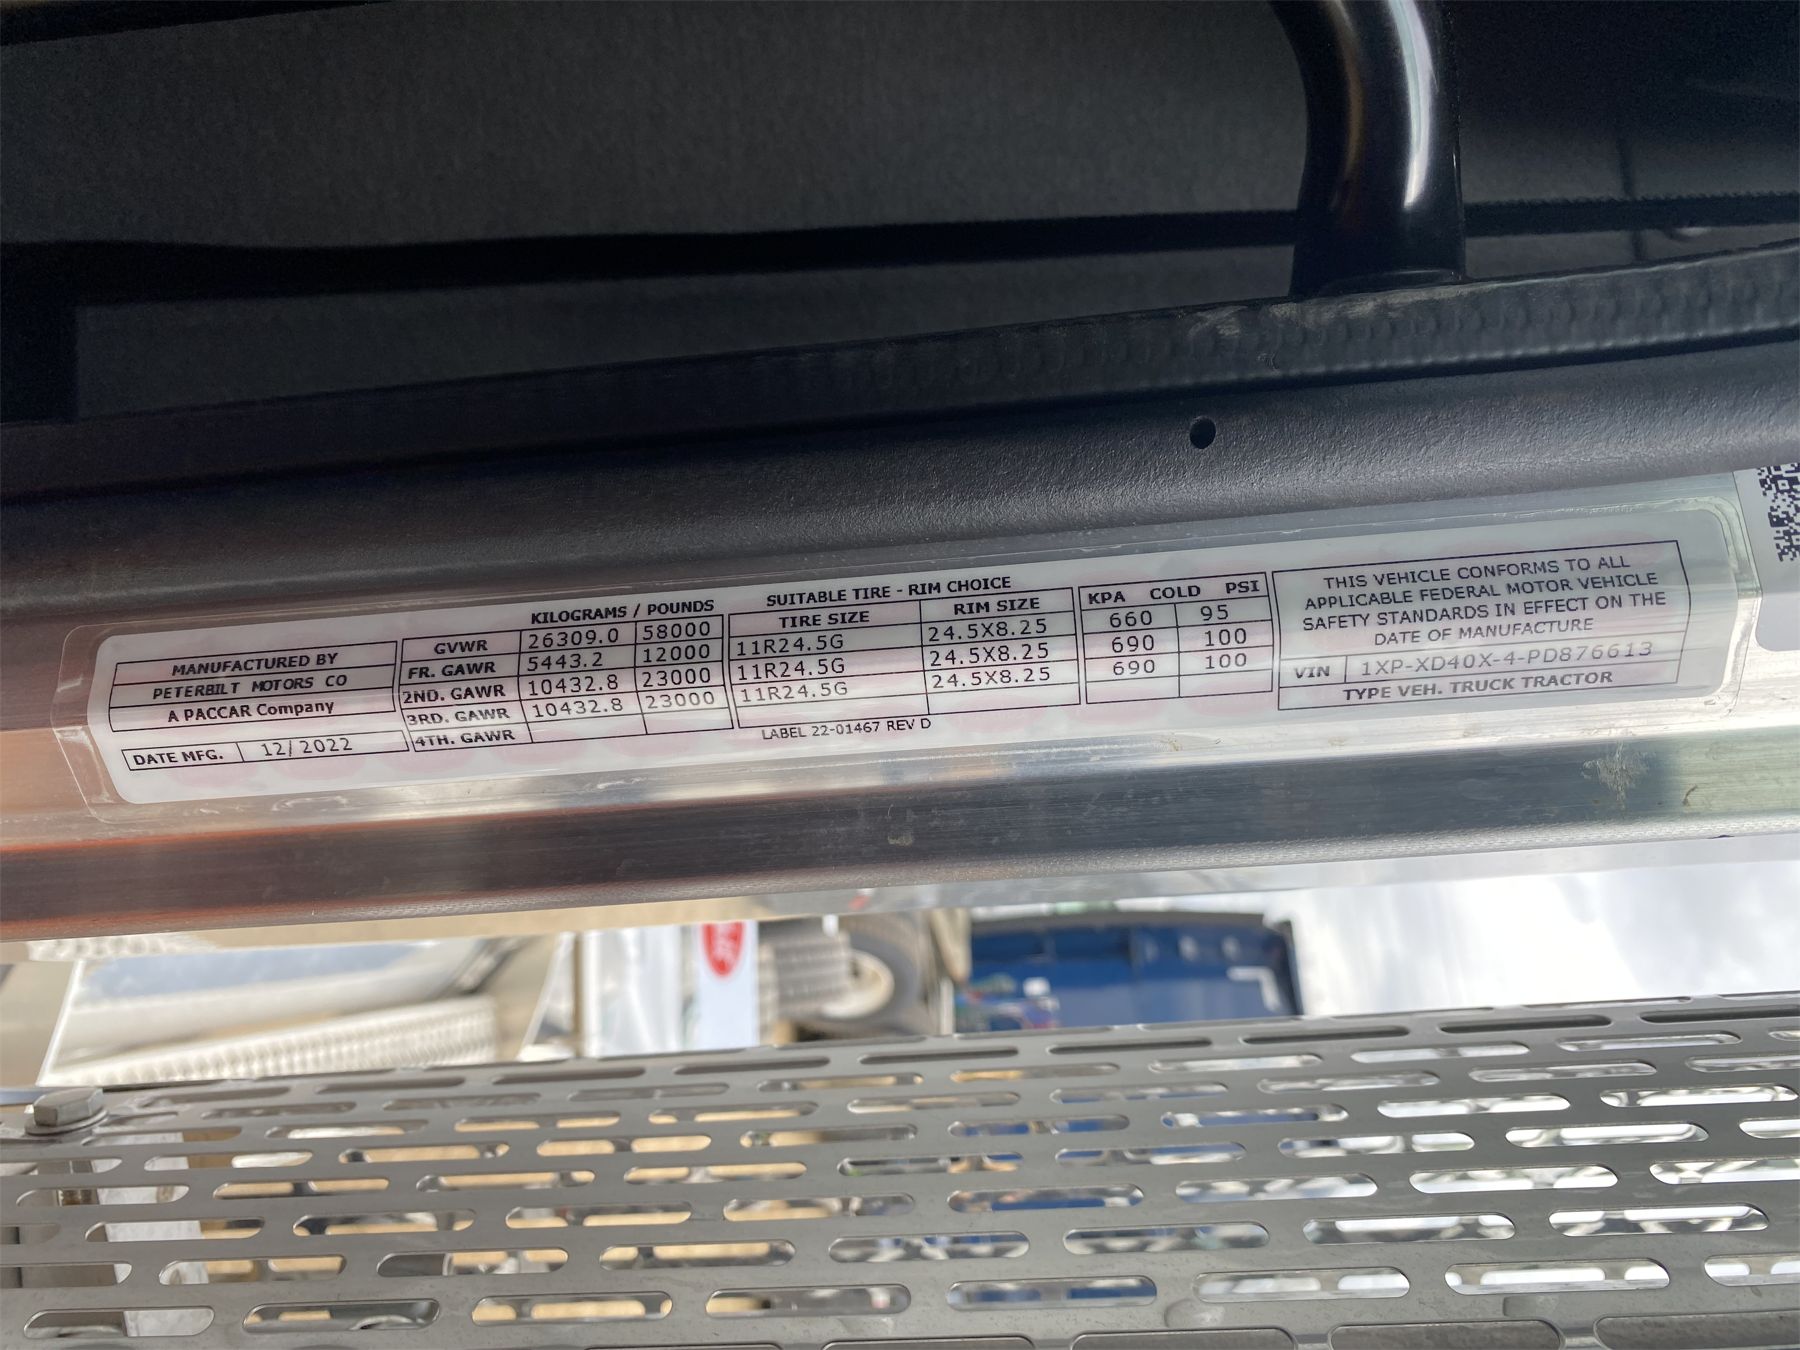 MANUFACTURED BY
PETERBILT MOTORS CO
A PACCAR Company
DATE MFG. 12/2022
KILOGRAMS / POUNDS
GVWR 26309.0 58000
FR. GAWR 5443.2 12000
2ND. GAWR 10432.8 23000
3RD. GAWR 10432.8 23000
4TH. GAWR
SUITABLE TIRE - RIM CHOICE
TIRE SIZE RIM SIZE
11R24.5G 24.5X8.25
11R24.5G 24.5X8.25
11R24.5G 24.5X8.25
LABEL 22-01467 REV D
KPA COLD PSI
660 95
690 100
690 100
THIS VEHICLE CONFORMS TO ALL
APPLICABLE FEDERAL MOTOR VEHICLE
SAFETY STANDARDS IN EFFECT ON THE
DATE OF MANUFACTURE
VIN 1XP-XD40X-4-PD876613
TYPE VEH. TRUCK TRACTOR